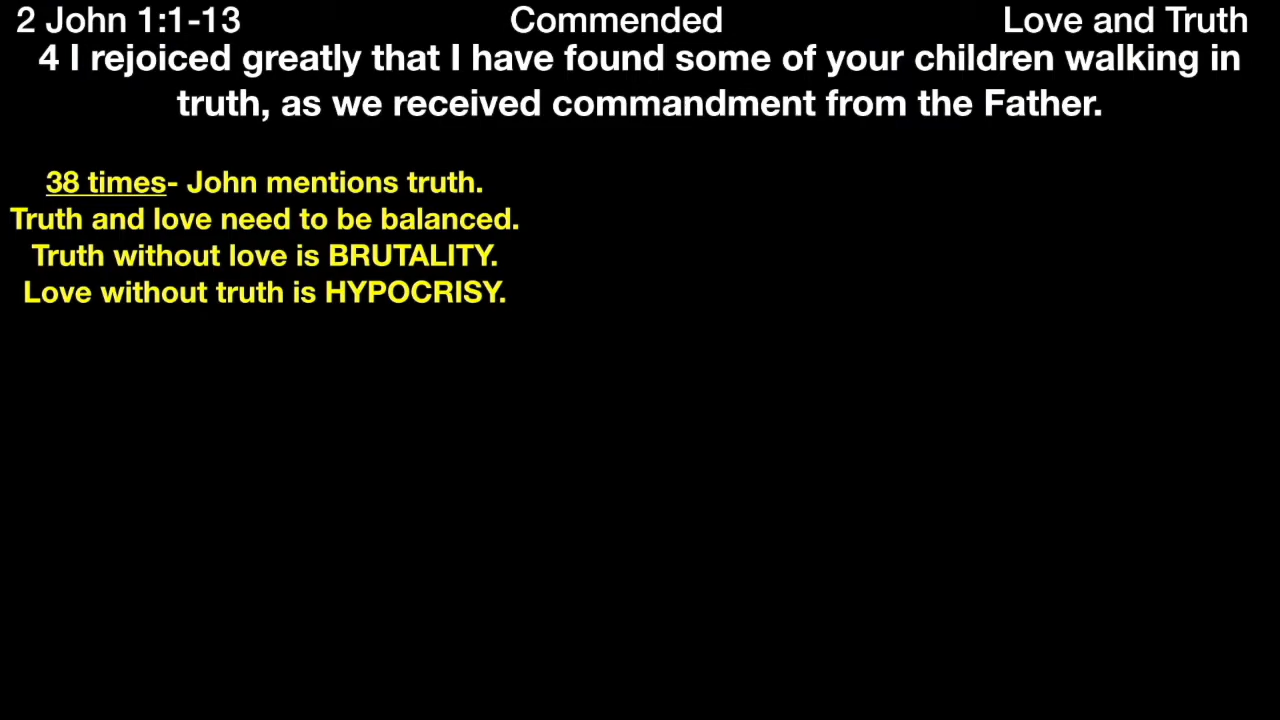 2 John 1:1-13 Commended Love and Truth
4 I rejoiced greatly that I have found some of your children walking in
truth, as we received commandment from the Father.
38 times- John mentions truth.
Truth and love need to be balanced.
Truth without love is BRUTALITY.
Love without truth is HYPOCRISY.